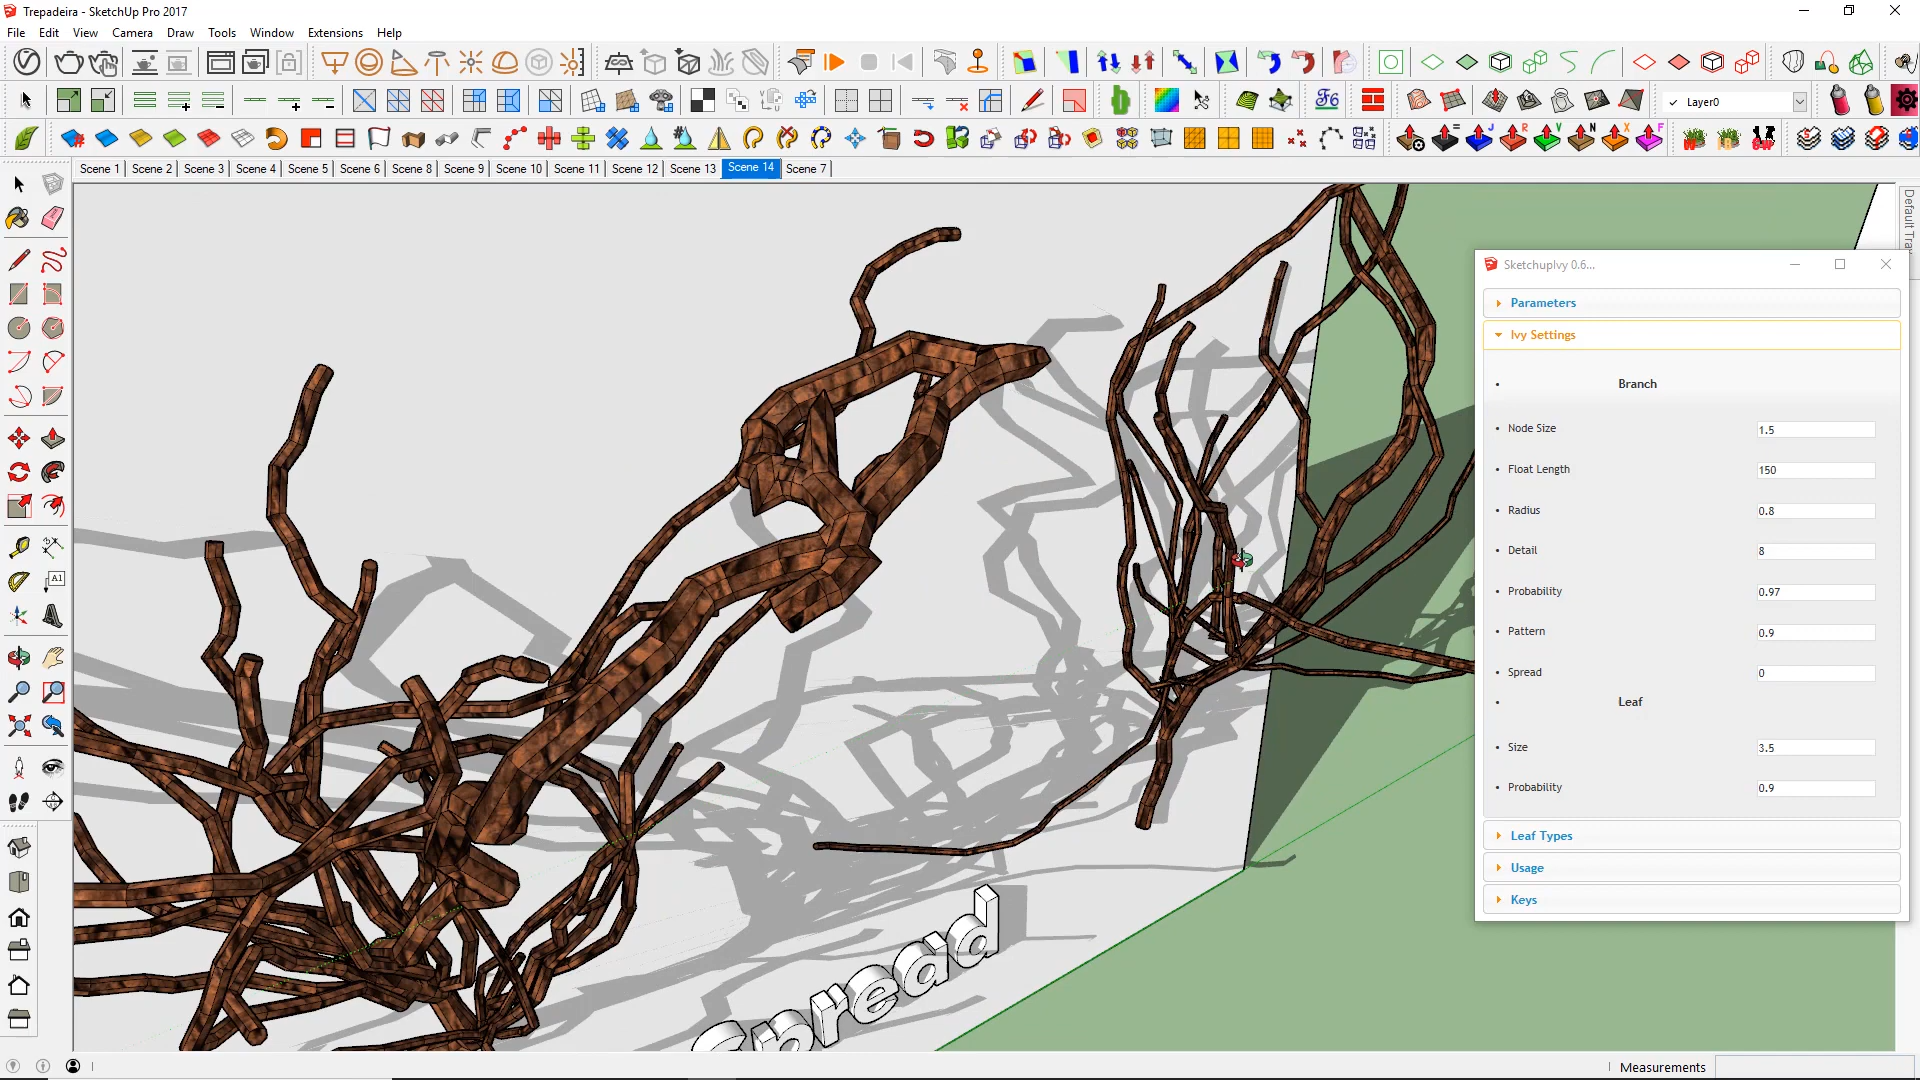 Trepadeira - SketchUp Pro 2017
File Edit View Camera Draw Tools Window Extensions Help
Layer0
Scene 1 Scene 2 Scene 3 Scene 4 Scene 5 Scene 6 Scene 8 Scene 9 Scene 10 Scene 11 Scene 12 Scene 13 Scene 14 Scene 7
SketchupIvy 0.6...
Parameters
Ivy Settings
Branch
Node Size 1.5
Float Length 150
Radius 0.8
Detail 8
Probability 0.97
Pattern 0.9
Spread 0
Leaf
Size 3.5
Probability 0.9
Leaf Types
Usage
Keys
Spread
Measurements